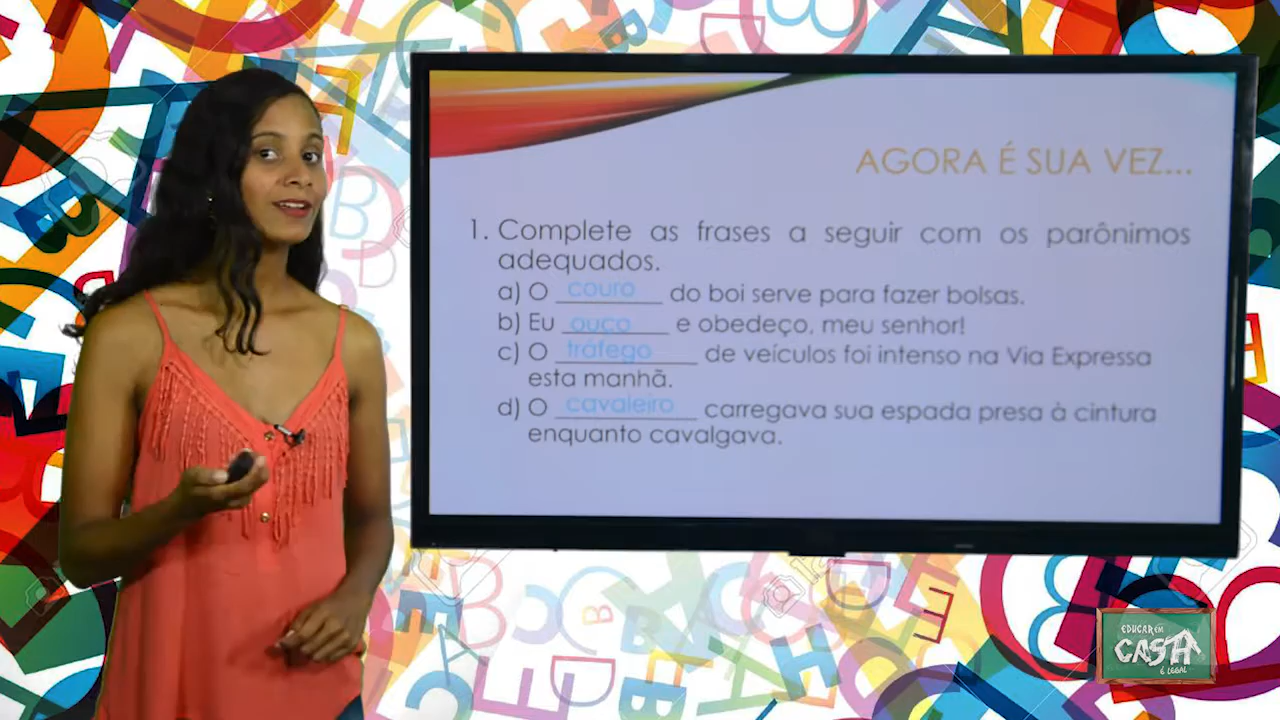 AGORA É SUA VEZ...
1. Complete as frases a seguir com os parônimos
adequados.
a) O couro do boi serve para fazer bolsas.
b) Eu ouço e obedeço, meu senhor!
c) O tráfego de veículos foi intenso na Via Expressa
esta manhã.
d) O cavaleiro carregava sua espada presa à cintura
enquanto cavalgava.
EDUCAR EM
CASA
É LEGAL